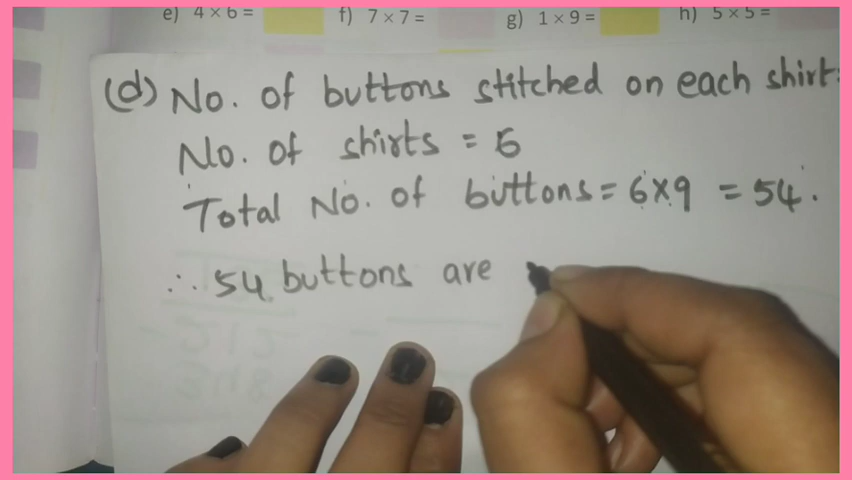 e) 4 × 6 = f) 7 × 7 = g) 1 × 9 = h) 5 × 5 =
(d) No. of buttons stitched on each shirt
No. of shirts = 6
Total No. of buttons = 6×9 = 54.
∴ 54 buttons are